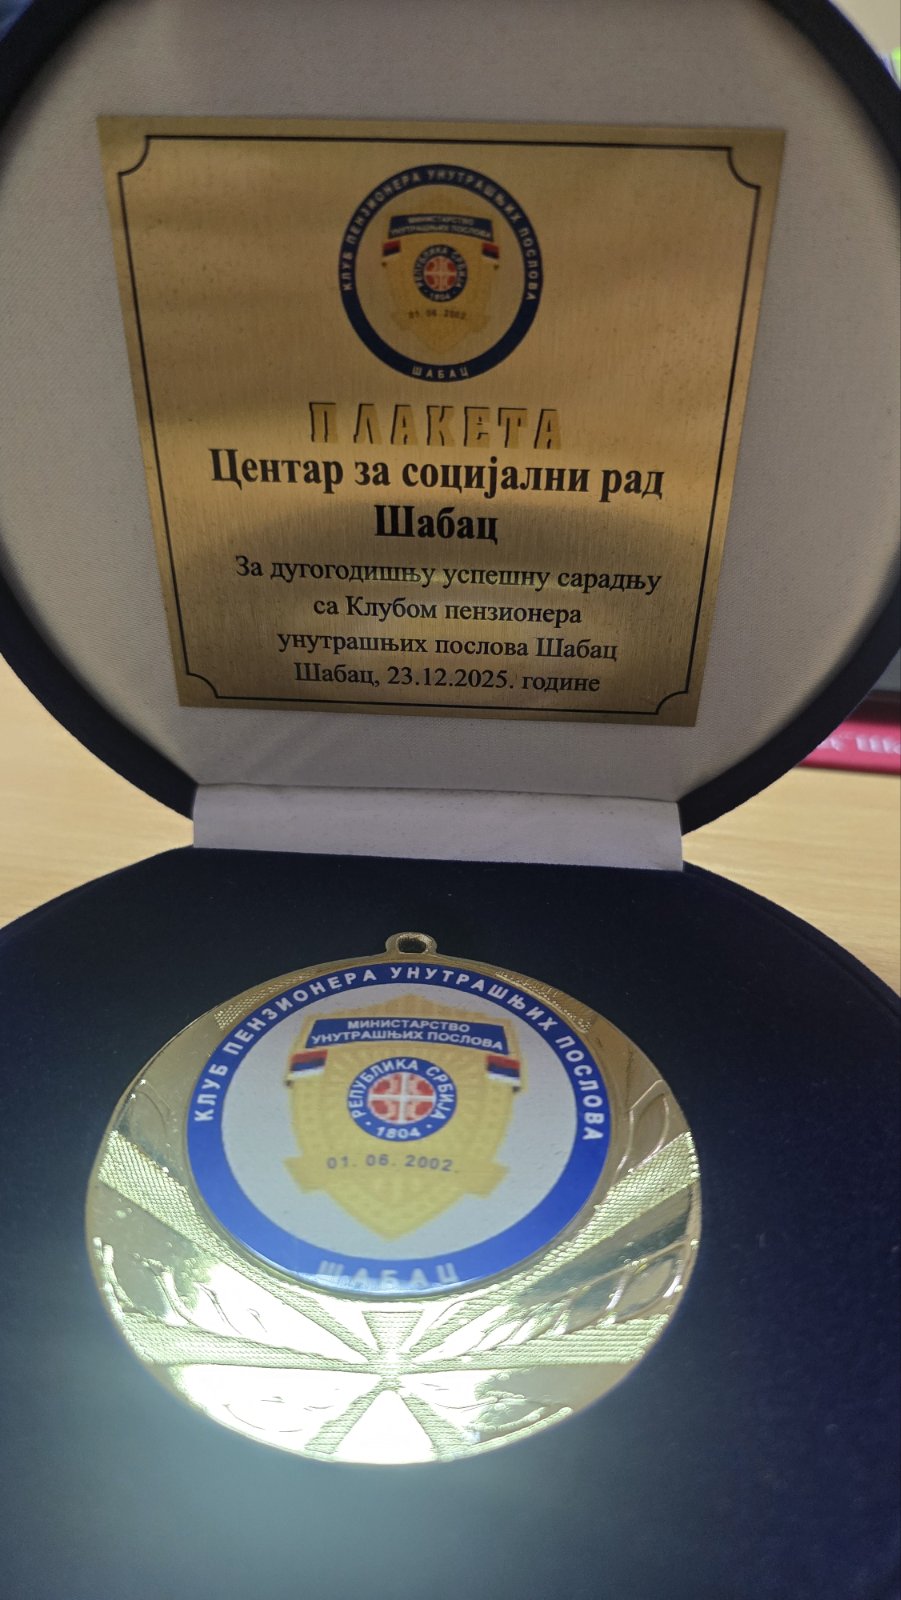 КЛУБ ПЕНЗИОНЕРА УНУТРАШЊИХ ПОСЛОВА
МИНИСТАРСТВО
УНУТРАШЊИХ ПОСЛОВА
РЕПУБЛИКА СРБИЈА
1804
01. 06. 2002.
ШАБАЦ
ПЛАКЕТА
Центар за социјални рад
Шабац
За дугогодишњу успешну сарадњу
са Клубом пензионера
унутрашњих послова Шабац
Шабац, 23.12.2025. године
КЛУБ ПЕНЗИОНЕРА УНУТРАШЊИХ ПОСЛОВА
МИНИСТАРСТВО
УНУТРАШЊИХ ПОСЛОВА
РЕПУБЛИКА СРБИЈА
· 1804 ·
01. 06. 2002.
ШАБАЦ